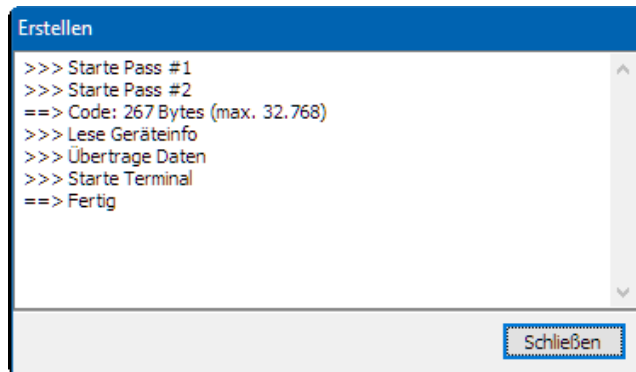 Erstellen
>>> Starte Pass #1
>>> Starte Pass #2
==> Code: 267 Bytes (max. 32.768)
>>> Lese Geräteinfo
>>> Übertrage Daten
>>> Starte Terminal
==> Fertig
Schließen